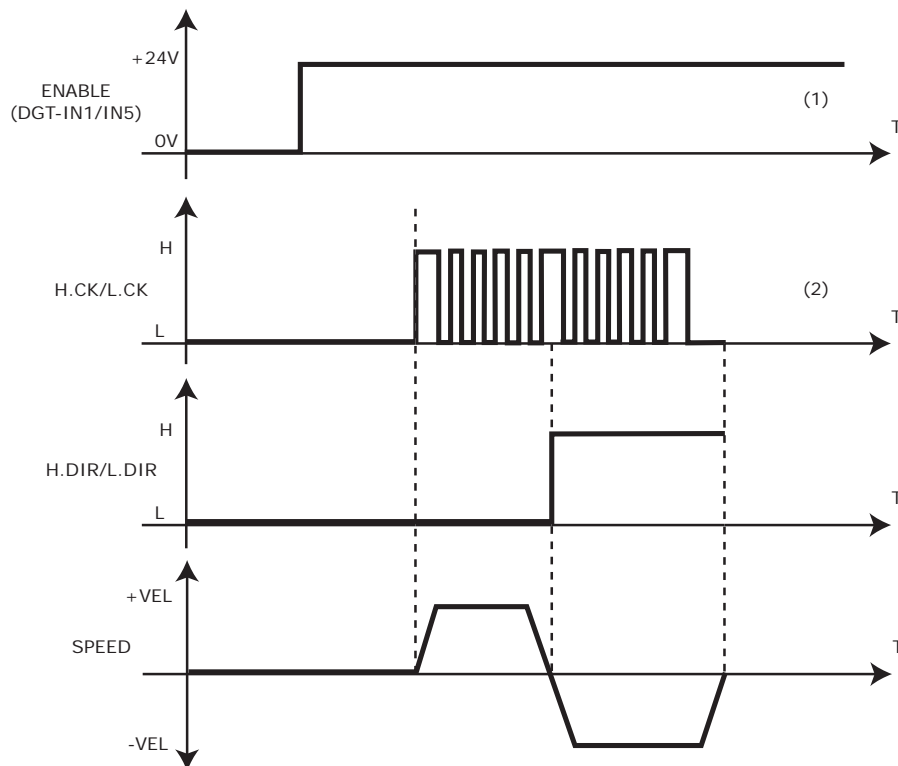 +24V
ENABLE
(DGT-IN1/IN5)
(1)
0V
T
H
H.CK/L.CK
(2)
L
T
H
H.DIR/L.DIR
L
T
+VEL
SPEED
T
-VEL